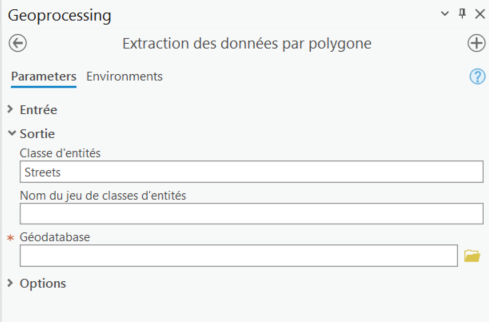 Geoprocessing
Extraction des données par polygone
Parameters Environments
Entrée
Sortie
Classe d'entités
Streets
Nom du jeu de classes d'entités
* Géodatabase
Options